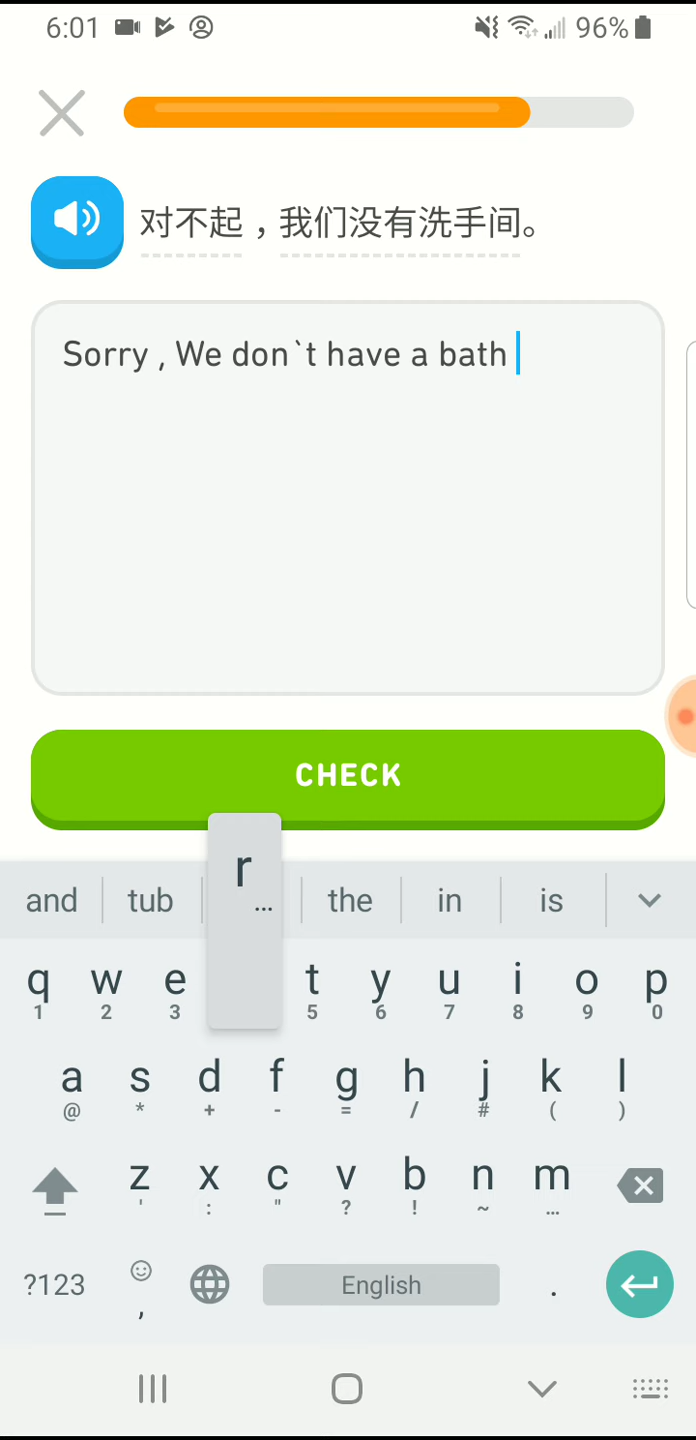 6:01 96%
对不起，我们没有洗手间。
Sorry , We don`t have a bath
CHECK
and tub the in is
r
...
q w e t y u i o p
1 2 3 5 6 7 8 9 0
a s d f g h j k l
@ * + - = / # ( )
z x c v b n m
' : " ? ! ~ ...
?123 , English .